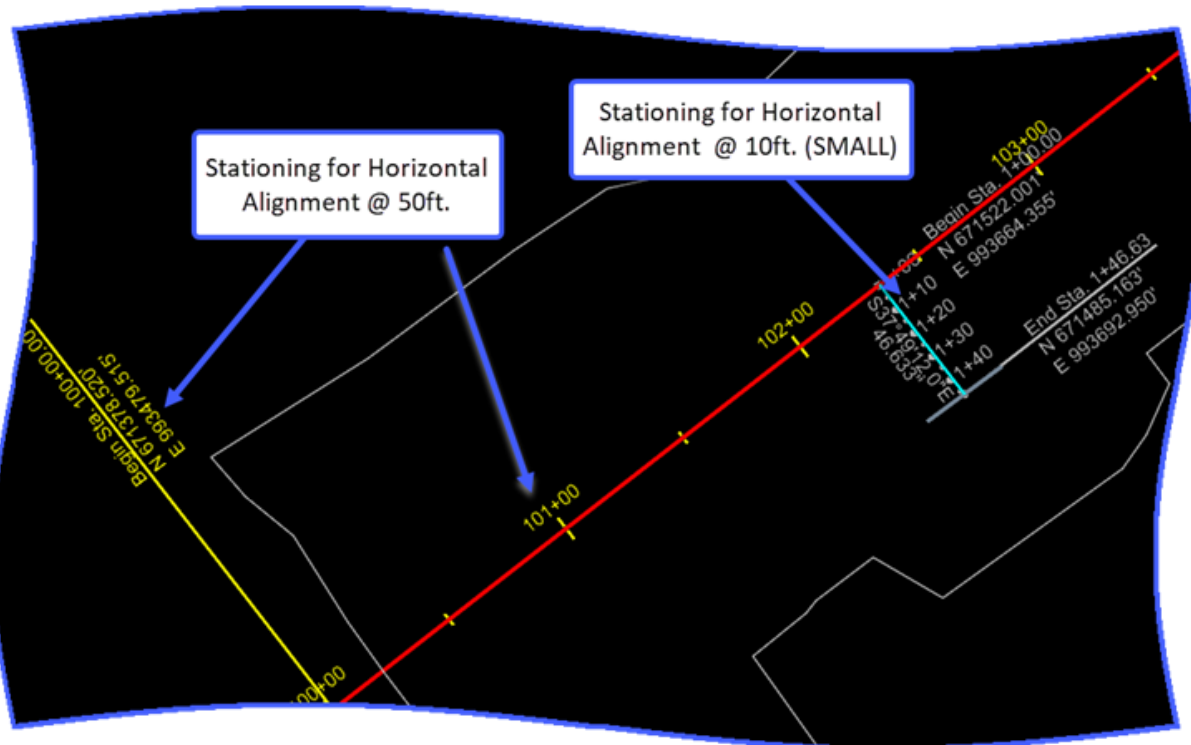 Stationing for Horizontal
Alignment @ 50ft.
Stationing for Horizontal
Alignment  @ 10ft. (SMALL)
Begin Sta. 100+00.00
N 671378.520'
E 993479.515'
101+00
102+00
103+00
Begin Sta. 1+00.00
N 671522.001'
E 993664.355'
1+10
1+20
1+30
1+40
46.633'
End Sta. 1+46.63
N 671485.163'
E 993692.950'